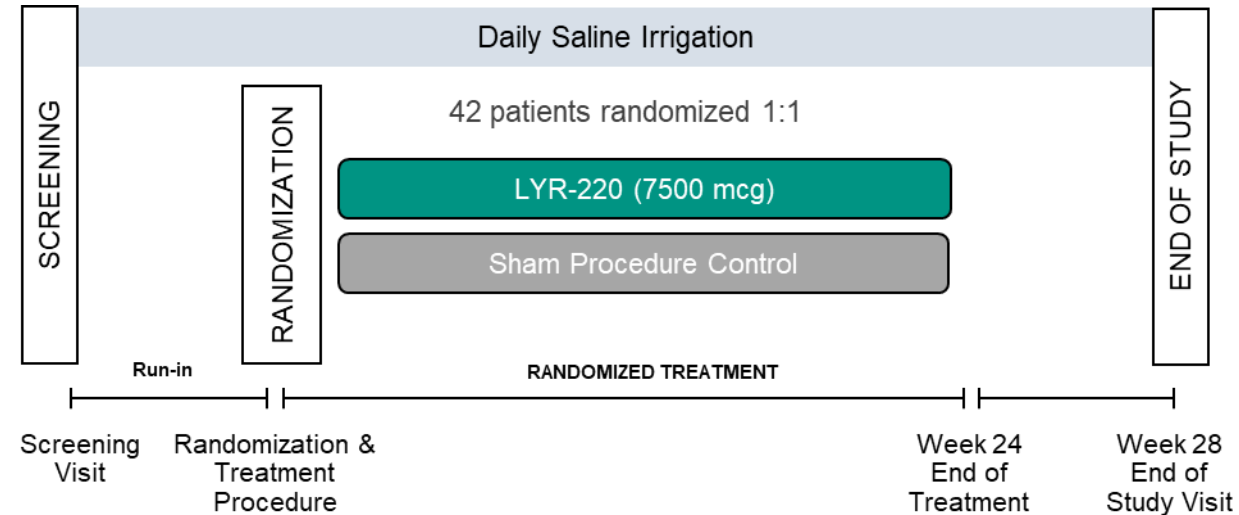 Daily Saline Irrigation
SCREENING
RANDOMIZATION
42 patients randomized 1:1
LYR-220 (7500 mcg)
Sham Procedure Control
END OF STUDY
Run-in
RANDOMIZED TREATMENT
Screening
Visit
Randomization &
Treatment
Procedure
Week 24
End of
Treatment
Week 28
End of
Study Visit